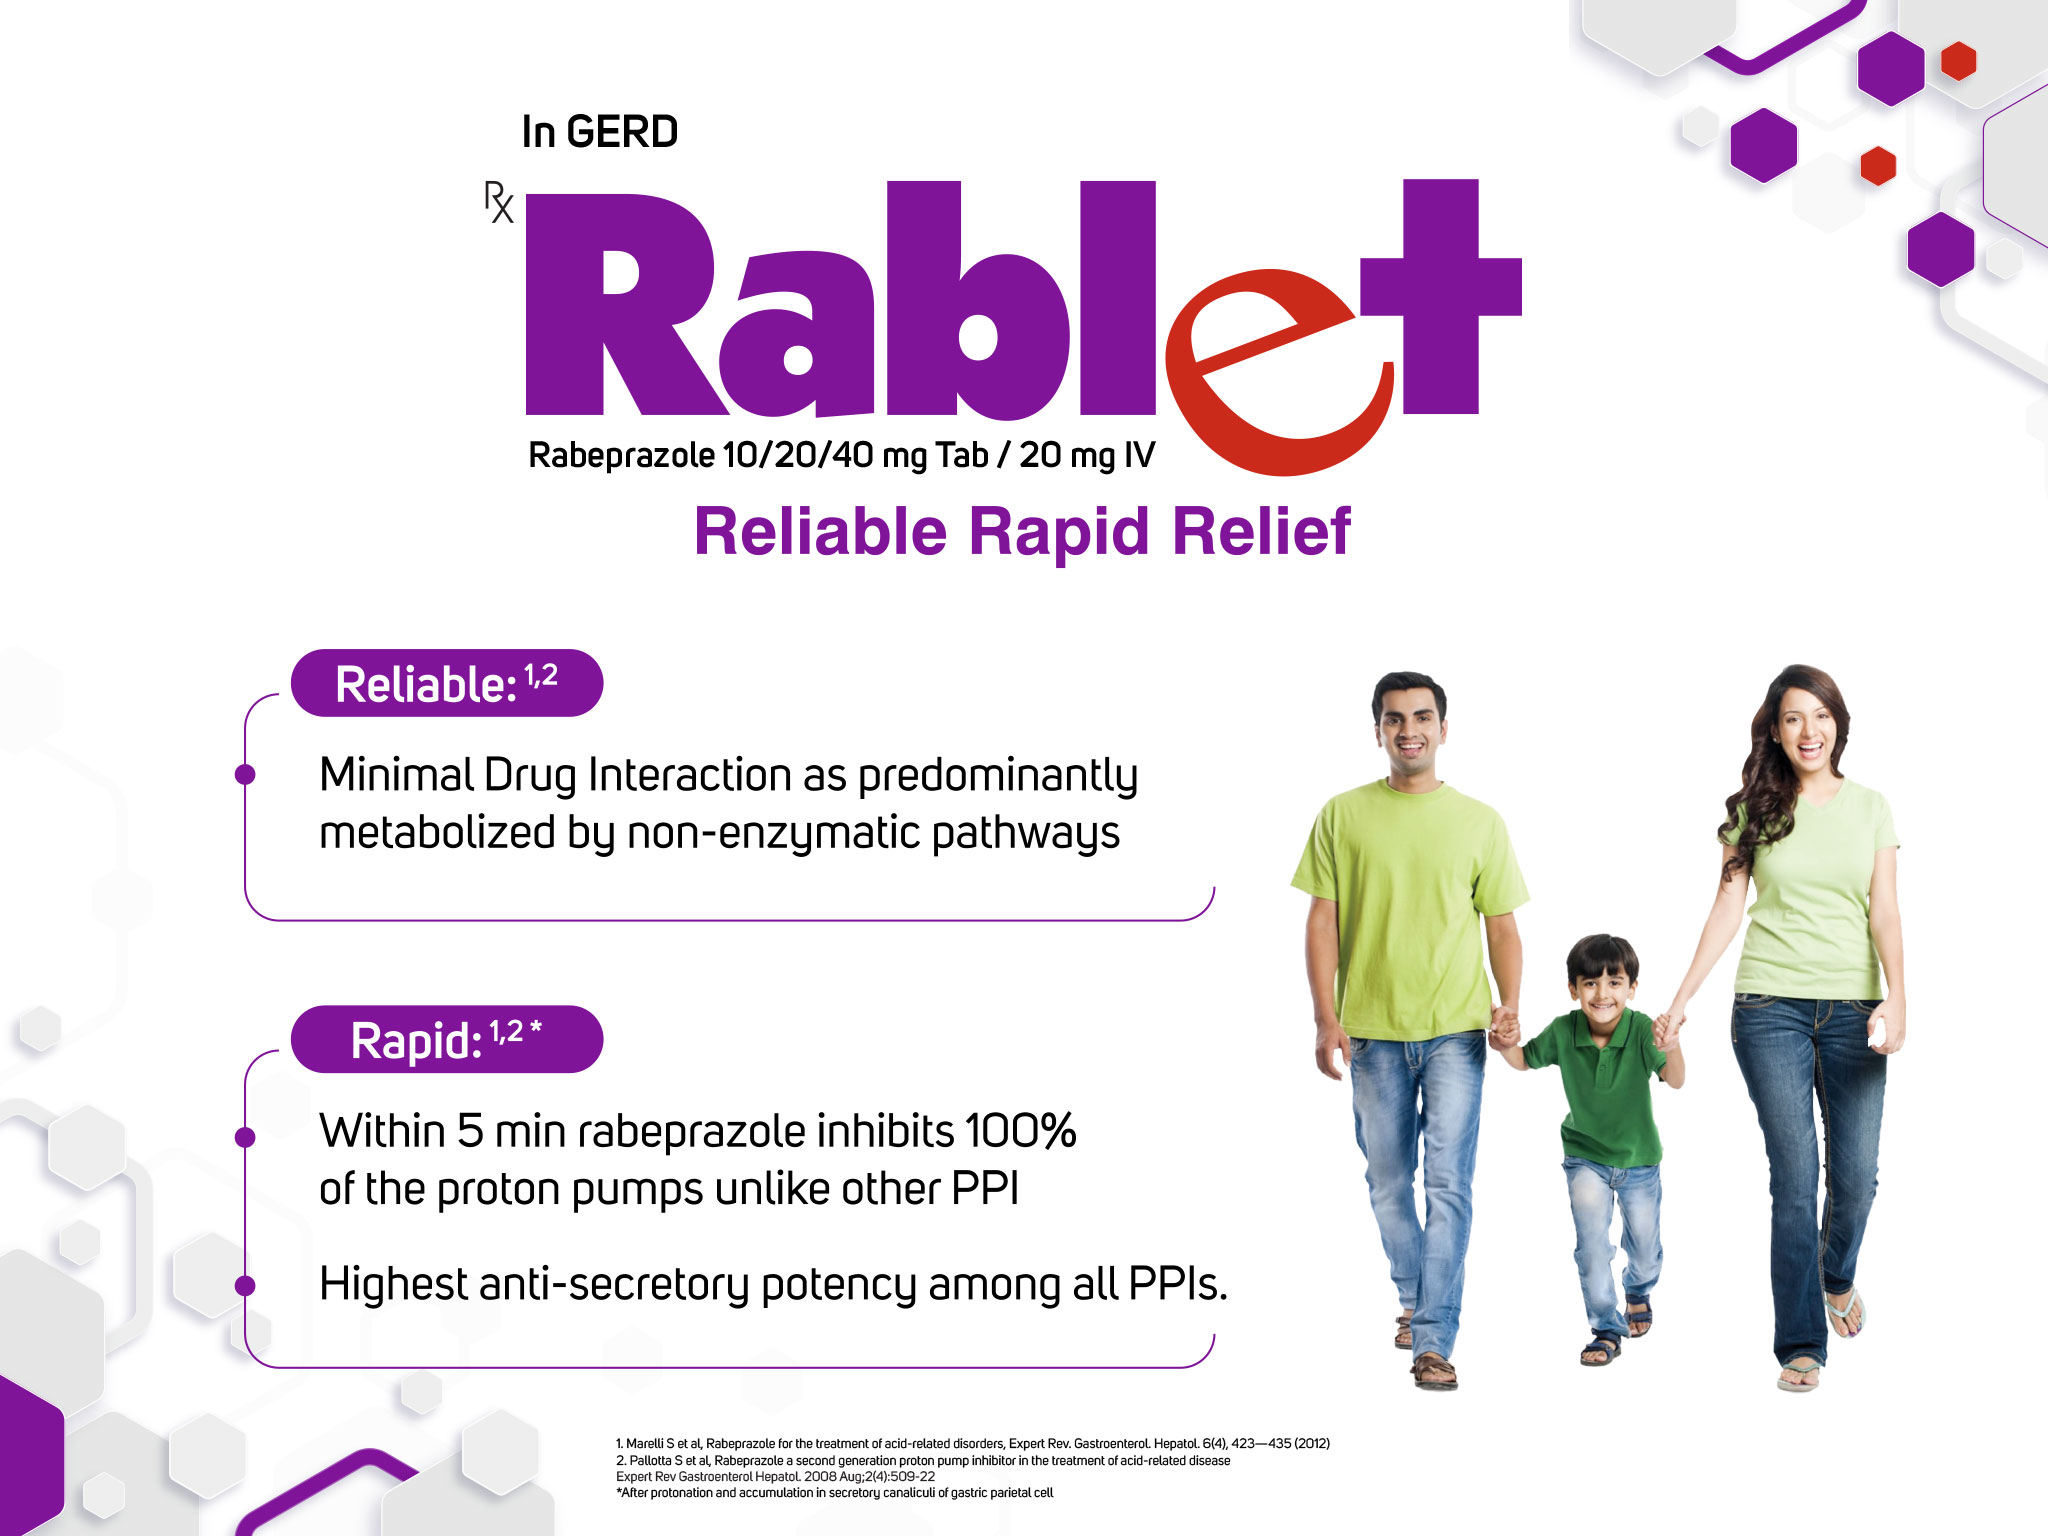 In GERD
Rx
Rablet
Rabeprazole 10/20/40 mg Tab / 20 mg IV
Reliable Rapid Relief
Reliable: 1,2
Minimal Drug Interaction as predominantly
metabolized by non-enzymatic pathways
Rapid: 1,2 *
Within 5 min rabeprazole inhibits 100%
of the proton pumps unlike other PPI
Highest anti-secretory potency among all PPIs.
1. Marelli S et al, Rabeprazole for the treatment of acid-related disorders, Expert Rev. Gastroenterol. Hepatol. 6(4), 423—435 (2012)
2. Pallotta S et al, Rabeprazole a second generation proton pump inhibitor in the treatment of acid-related disease
Expert Rev Gastroenterol Hepatol. 2008 Aug;2(4):509-22
*After protonation and accumulation in secretory canaliculi of gastric parietal cell